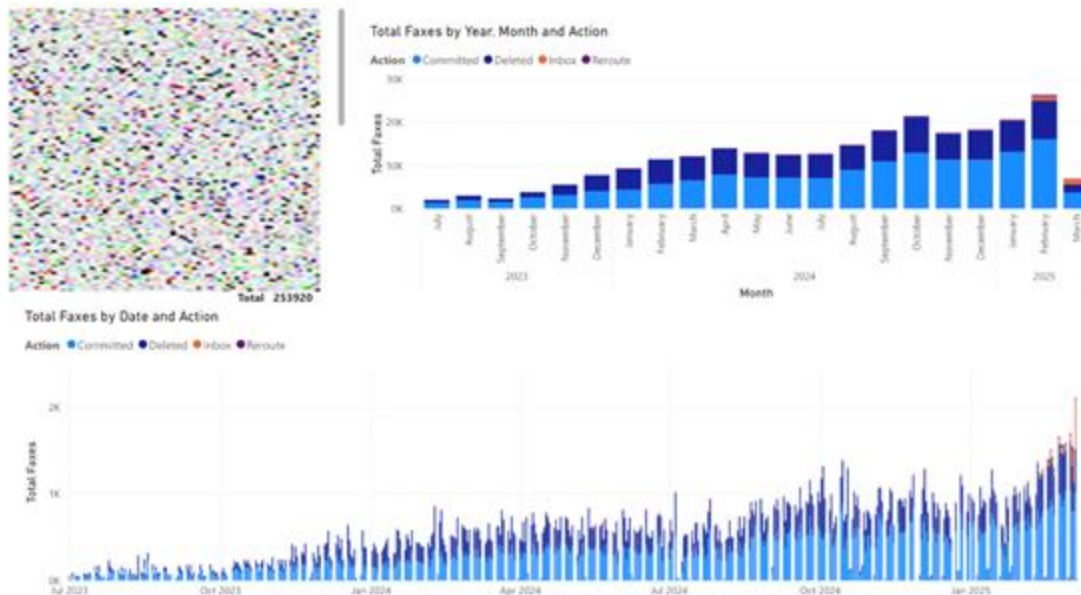 Total 253920
Total Faxes by Year, Month and Action
Action Committed Deleted Inbox Reroute
Total Faxes
30K
20K
10K
0K
July
August
September
October
November
December
January
February
March
April
May
June
July
August
September
October
November
December
January
February
March
2023
2024
2025
Month
Total Faxes by Date and Action
Action Committed Deleted Inbox Reroute
Total Faxes
2K
1K
0K
Jul 2023
Oct 2023
Jan 2024
Apr 2024
Jul 2024
Oct 2024
Jan 2025